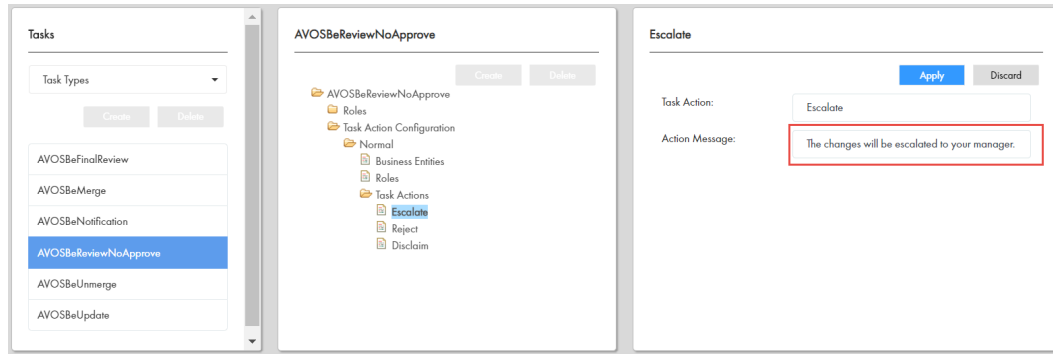 Tasks
Task Types
Create
Delete
AVOSBeFinalReview
AVOSBeMerge
AVOSBeNotification
AVOSBeReviewNoApprove
AVOSBeUnmerge
AVOSBeUpdate
AVOSBeReviewNoApprove
Create
Delete
AVOSBeReviewNoApprove
Roles
Task Action Configuration
Normal
Business Entities
Roles
Task Actions
Escalate
Reject
Disclaim
Escalate
Apply
Discard
Task Action:
Escalate
Action Message:
The changes will be escalated to your manager.